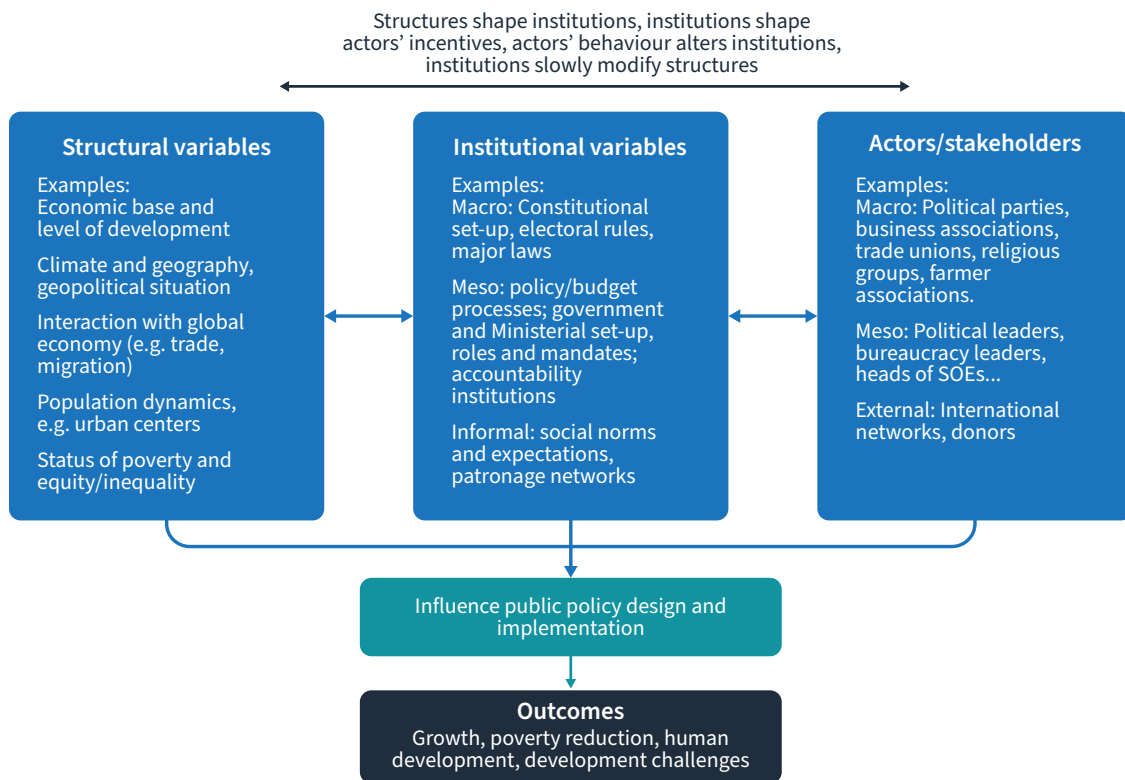 Structures shape institutions, institutions shape
actors’ incentives, actors’ behaviour alters institutions,
institutions slowly modify structures
Structural variables
Examples:
Economic base and
level of development
Climate and geography,
geopolitical situation
Interaction with global
economy (e.g. trade,
migration)
Population dynamics,
e.g. urban centers
Status of poverty and
equity/inequality
Institutional variables
Examples:
Macro: Constitutional
set-up, electoral rules,
major laws
Meso: policy/budget
processes; government
and Ministerial set-up,
roles and mandates;
accountability
institutions
Informal: social norms
and expectations,
patronage networks
Actors/stakeholders
Examples:
Macro: Political parties,
business associations,
trade unions, religious
groups, farmer
associations.
Meso: Political leaders,
bureaucracy leaders,
heads of SOEs...
External: International
networks, donors
Influence public policy design and
implementation
Outcomes
Growth, poverty reduction, human
development, development challenges